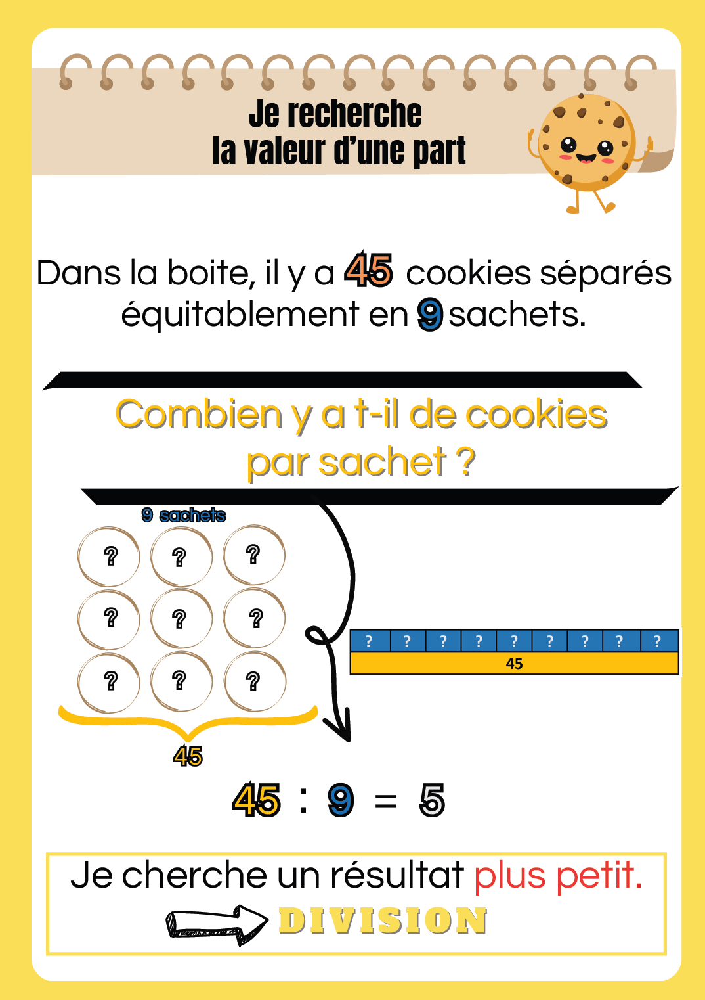 Je recherche
la valeur d’une part
Dans la boite, il y a 45 cookies séparés
équitablement en 9 sachets.
Combien y a t-il de cookies
par sachet ?
9 sachets
? ? ?
? ? ?
? ? ?
45
? ? ? ? ? ? ? ? ?
45
45 : 9 = 5
Je cherche un résultat plus petit.
DIVISION